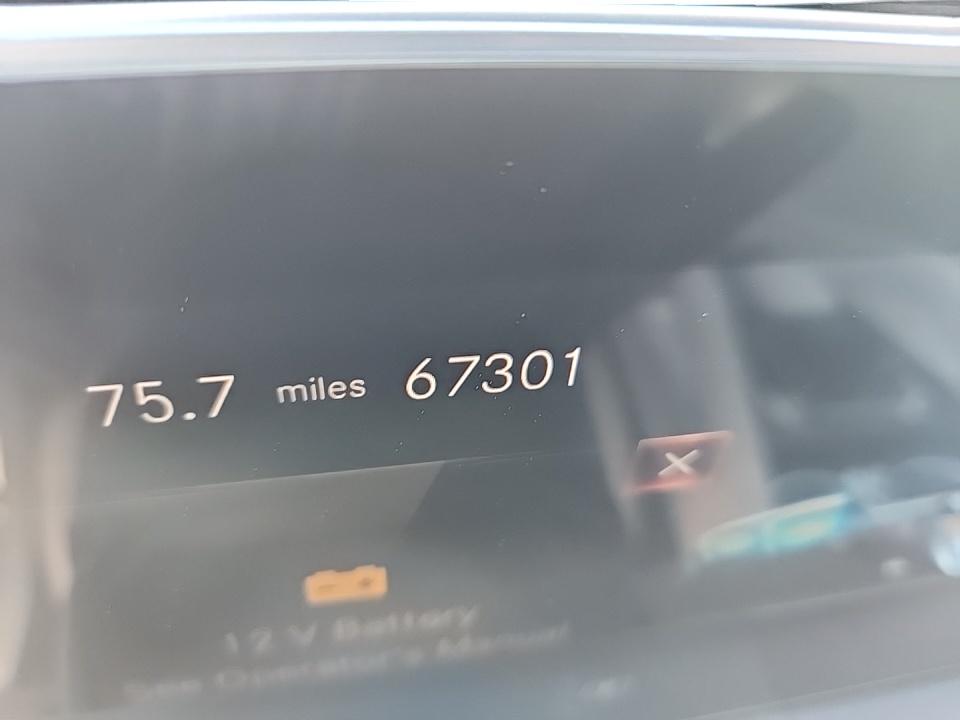 75.7 miles 67301
12 V Battery
See Operator's Manual